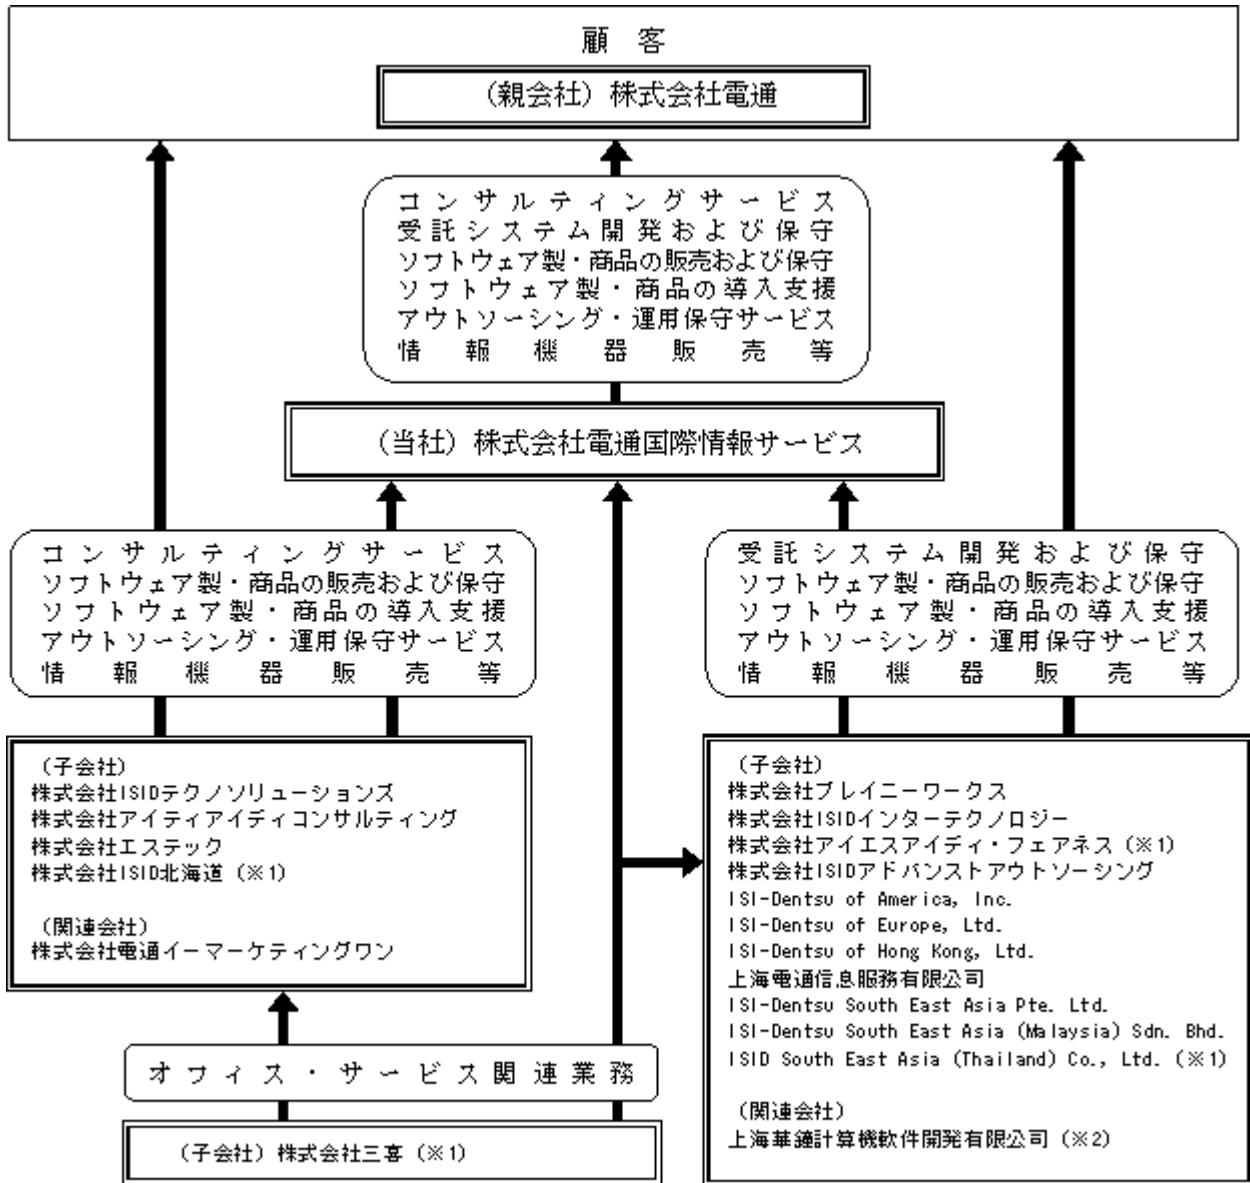 顧客
(親会社) 株式会社電通
コンサルティングサービス
受託システム開発および保守
ソフトウェア製・商品の販売および保守
ソフトウェア製・商品の導入支援
アウトソーシング・運用保守サービス
情報機器販売等
(当社) 株式会社電通国際情報サービス
コンサルティングサービス
ソフトウェア製・商品の販売および保守
ソフトウェア製・商品の導入支援
アウトソーシング・運用保守サービス
情報機器販売等
受託システム開発および保守
ソフトウェア製・商品の販売および保守
ソフトウェア製・商品の導入支援
アウトソーシング・運用保守サービス
情報機器販売等
(子会社)
株式会社ISIDテクノソリューションズ
株式会社アイティアイディコンサルティング
株式会社エステック
株式会社ISID北海道 (※1)
(関連会社)
株式会社電通イーマーケティングワン
(子会社)
株式会社ブレイニーワークス
株式会社ISIDインターテクノロジー
株式会社アイエスアイディ・フェアネス (※1)
株式会社ISIDアドバンストアウトソーシング
ISI-Dentsu of America, Inc.
ISI-Dentsu of Europe, Ltd.
ISI-Dentsu of Hong Kong, Ltd.
上海電通信息服務有限公司
ISI-Dentsu South East Asia Pte. Ltd.
ISI-Dentsu South East Asia (Malaysia) Sdn. Bhd.
ISID South East Asia (Thailand) Co., Ltd. (※1)
(関連会社)
上海華鐘計算機軟件開発有限公司 (※2)
オフィス・サービス関連業務
(子会社) 株式会社三喜 (※1)